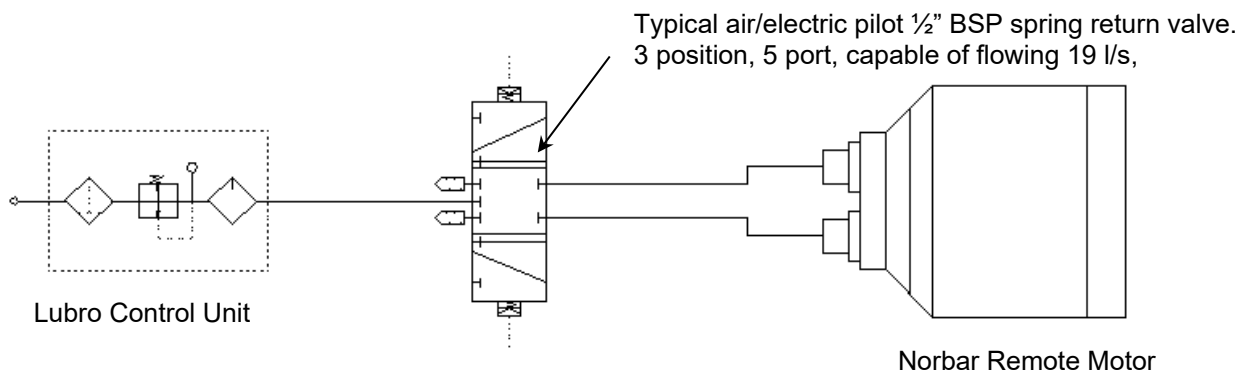 Typical air/electric pilot ½” BSP spring return valve.
3 position, 5 port, capable of flowing 19 l/s,
Lubro Control Unit
Norbar Remote Motor